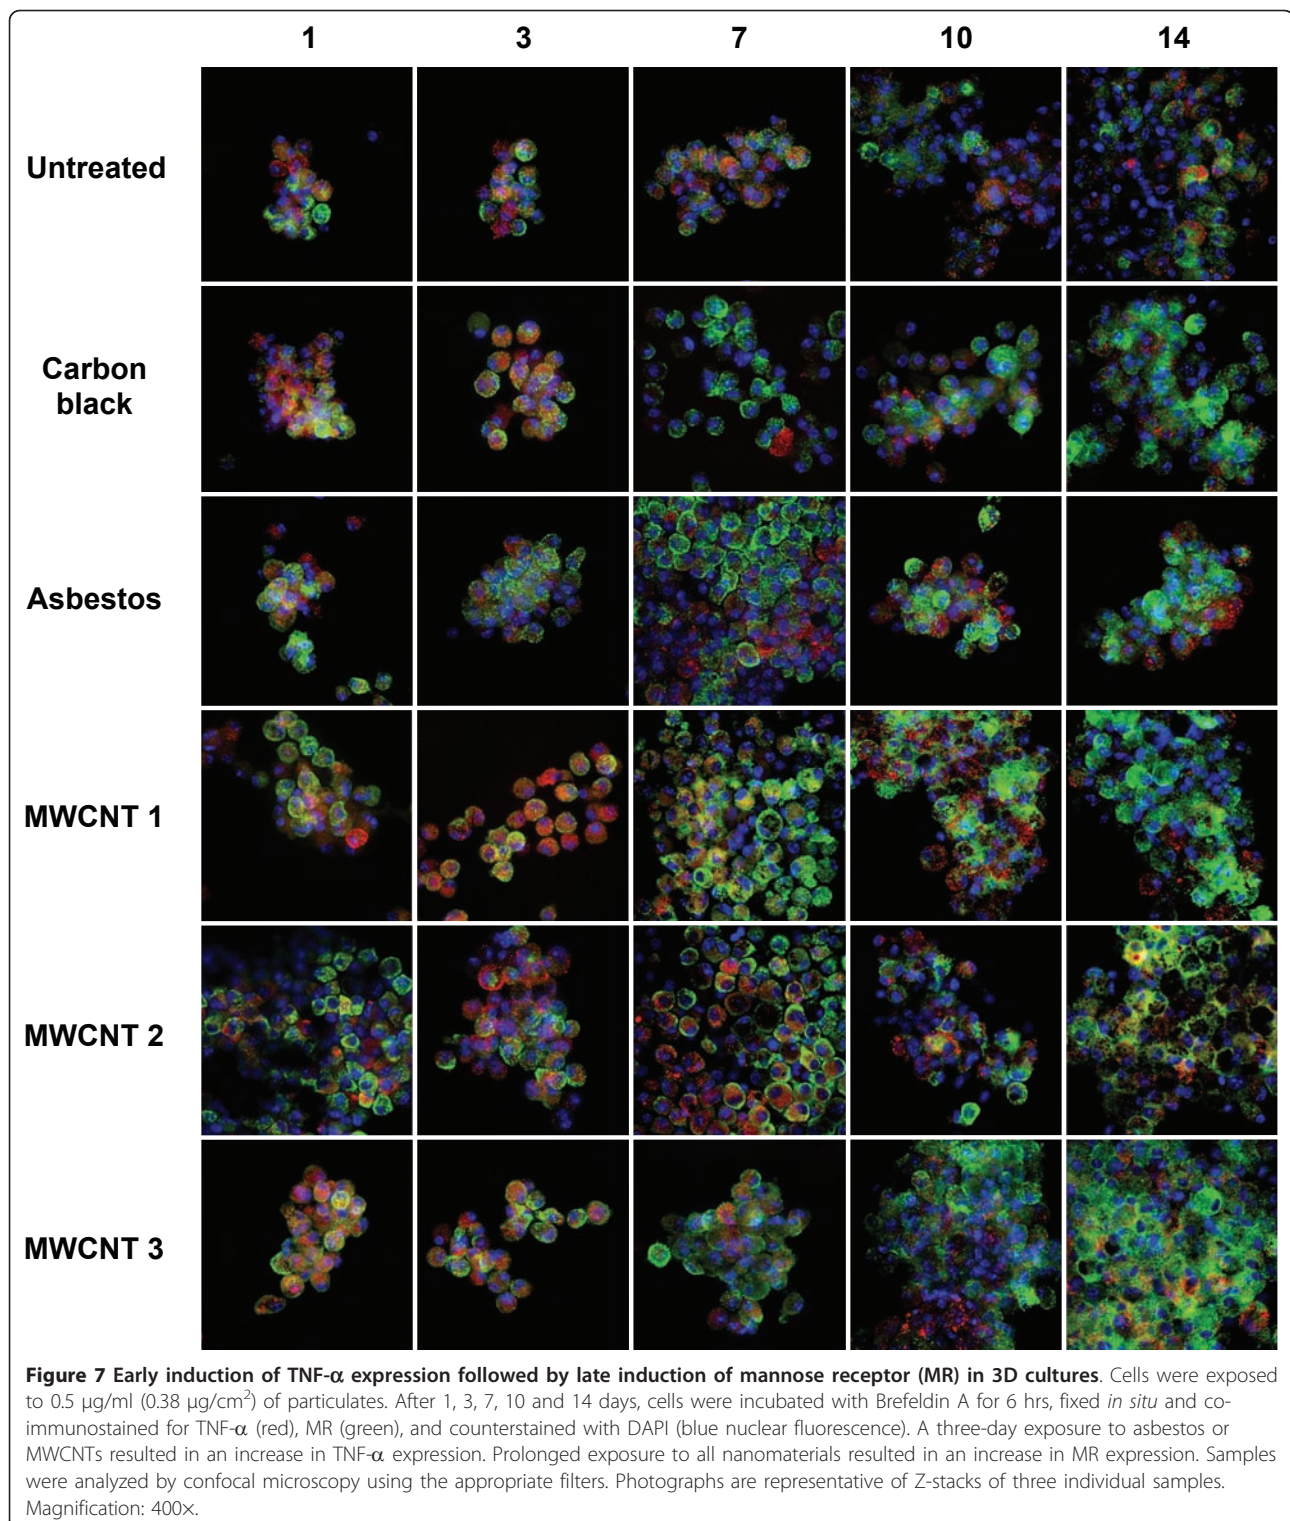 1 3 7 10 14
Untreated
Carbon
black
Asbestos
MWCNT 1
MWCNT 2
MWCNT 3
Figure 7 Early induction of TNF-α expression followed by late induction of mannose receptor (MR) in 3D cultures. Cells were exposed
to 0.5 μg/ml (0.38 μg/cm²) of particulates. After 1, 3, 7, 10 and 14 days, cells were incubated with Brefeldin A for 6 hrs, fixed in situ and co-
immunostained for TNF-α (red), MR (green), and counterstained with DAPI (blue nuclear fluorescence). A three-day exposure to asbestos or
MWCNTs resulted in an increase in TNF-α expression. Prolonged exposure to all nanomaterials resulted in an increase in MR expression. Samples
were analyzed by confocal microscopy using the appropriate filters. Photographs are representative of Z-stacks of three individual samples.
Magnification: 400×.